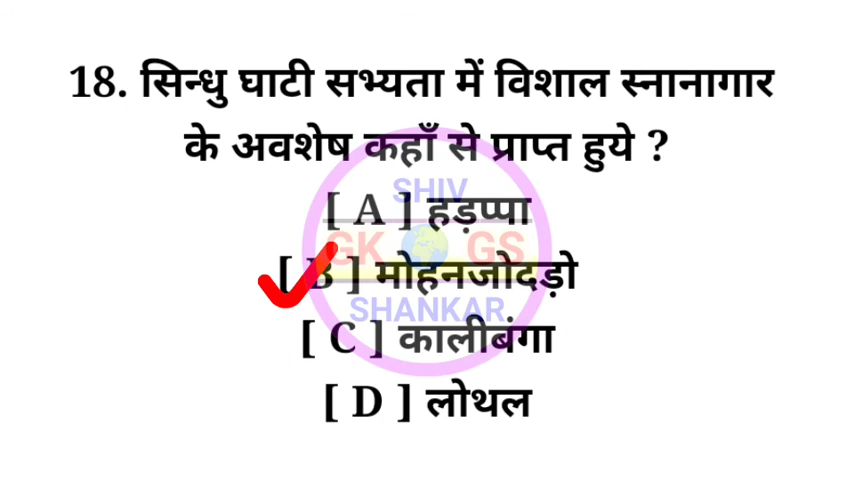 18. सिन्धु घाटी सभ्यता में विशाल स्नानागार
के अवशेष कहाँ से प्राप्त हुये ?
[ A ] हड़प्पा
[ B ] मोहनजोदड़ो
[ C ] कालीबंगा
[ D ] लोथल
SHIV
GK GS
SHANKAR